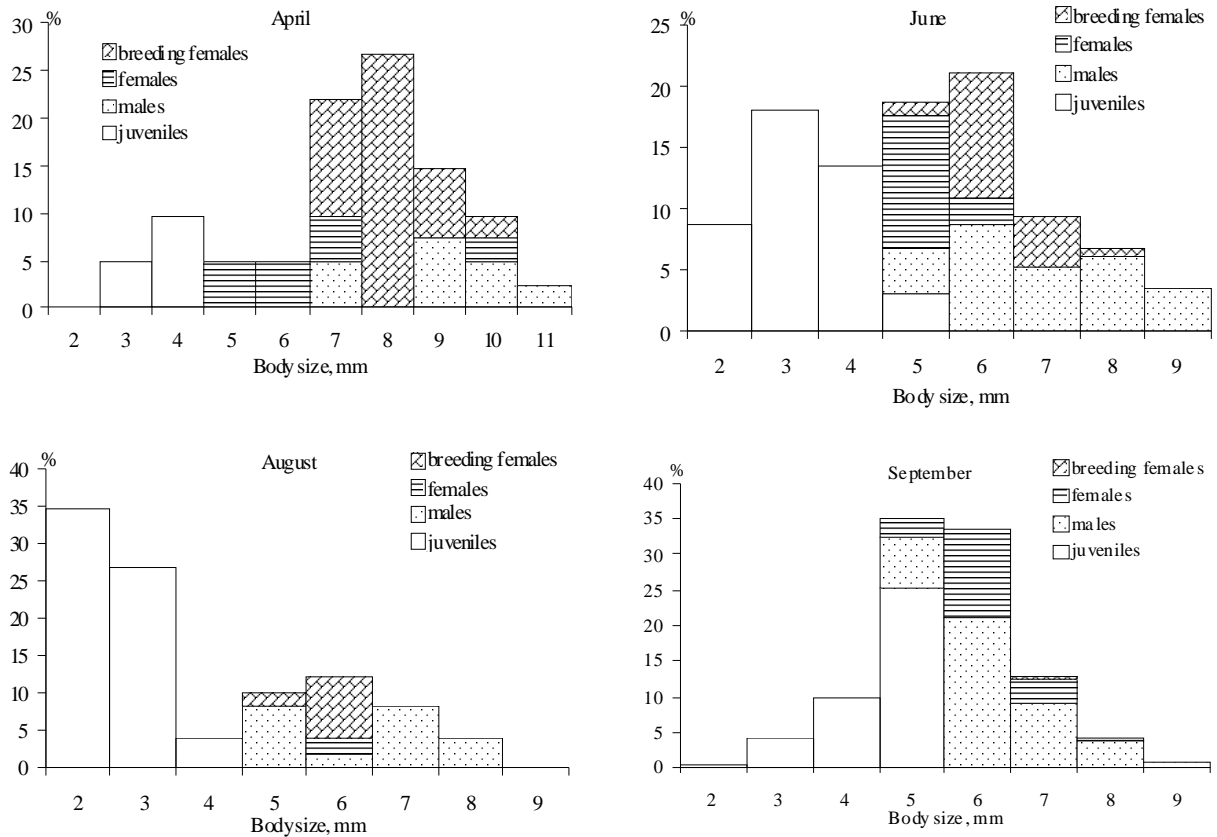 April
%
30
25
20
15
10
5
0
breeding females
females
males
juveniles
2 3 4 5 6 7 8 9 10 11
Body size, mm
June
%
25
20
15
10
5
0
breeding females
females
males
juveniles
2 3 4 5 6 7 8 9
Body size, mm
August
%
40
35
30
25
20
15
10
5
0
breeding females
females
males
juveniles
2 3 4 5 6 7 8 9
Body size, mm
September
%
40
35
30
25
20
15
10
5
0
breeding females
females
males
juveniles
2 3 4 5 6 7 8 9
Body size, mm